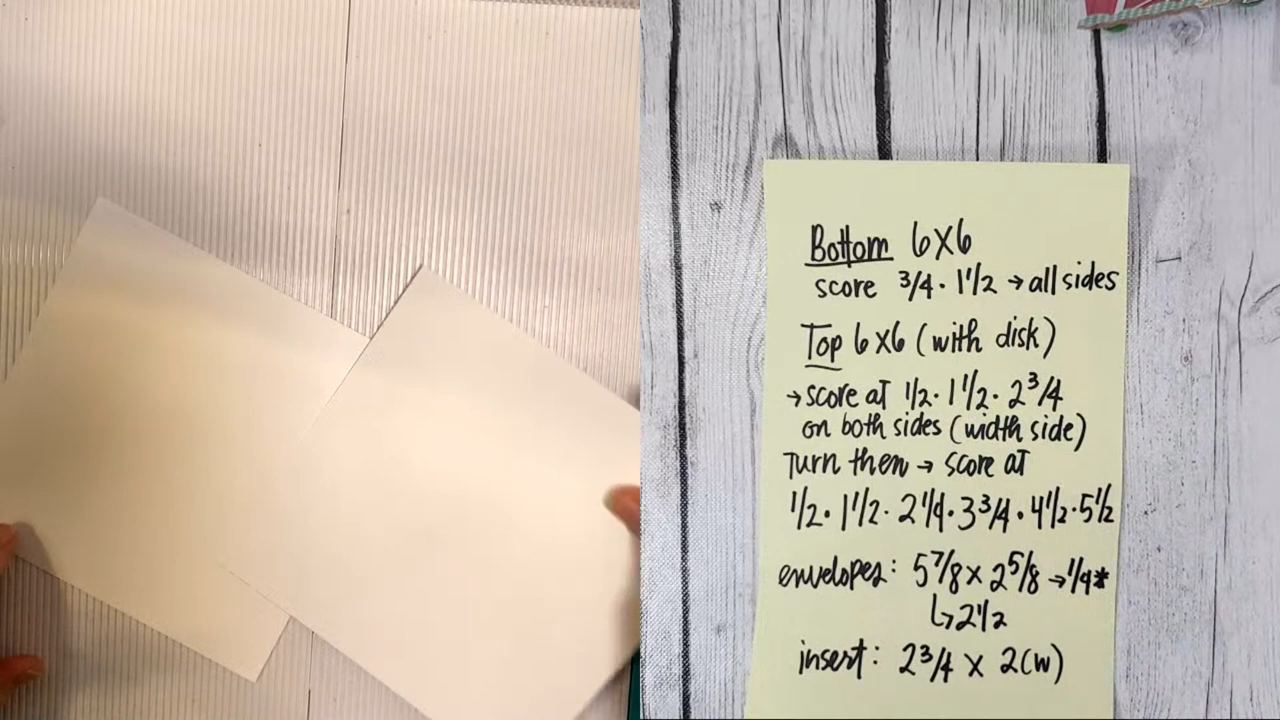 Bottom 6X6
score 3/4 · 1 1/2 → all sides
Top 6X6 (with disk)
→ score at 1/2 · 1 1/2 · 2 3/4
on both sides (width side)
Turn then → score at
1/2 · 1 1/2 · 2 1/4 · 3 3/4 · 4 1/2 · 5 1/2
envelopes: 5 7/8 x 2 5/8 → 1/4*
↳ 2 1/2
insert: 2 3/4 x 2 (w)